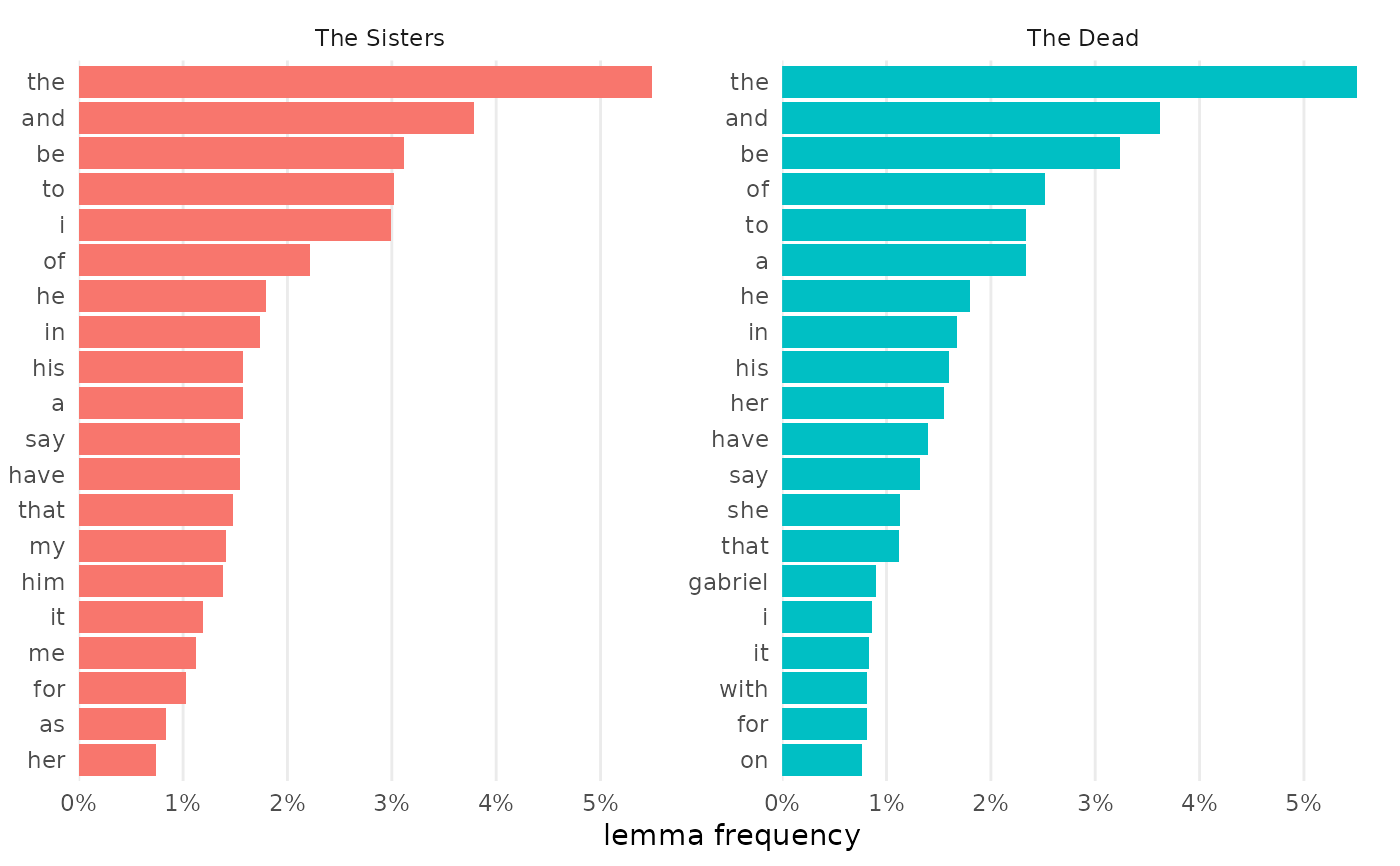 The Sisters
the
and
be
to
i
of
he
in
his
a
say
have
that
my
him
it
me
for
as
her
0% 1% 2% 3% 4% 5%
The Dead
the
and
be
of
to
a
he
in
his
her
have
say
she
that
gabriel
i
it
with
for
on
0% 1% 2% 3% 4% 5%
lemma frequency